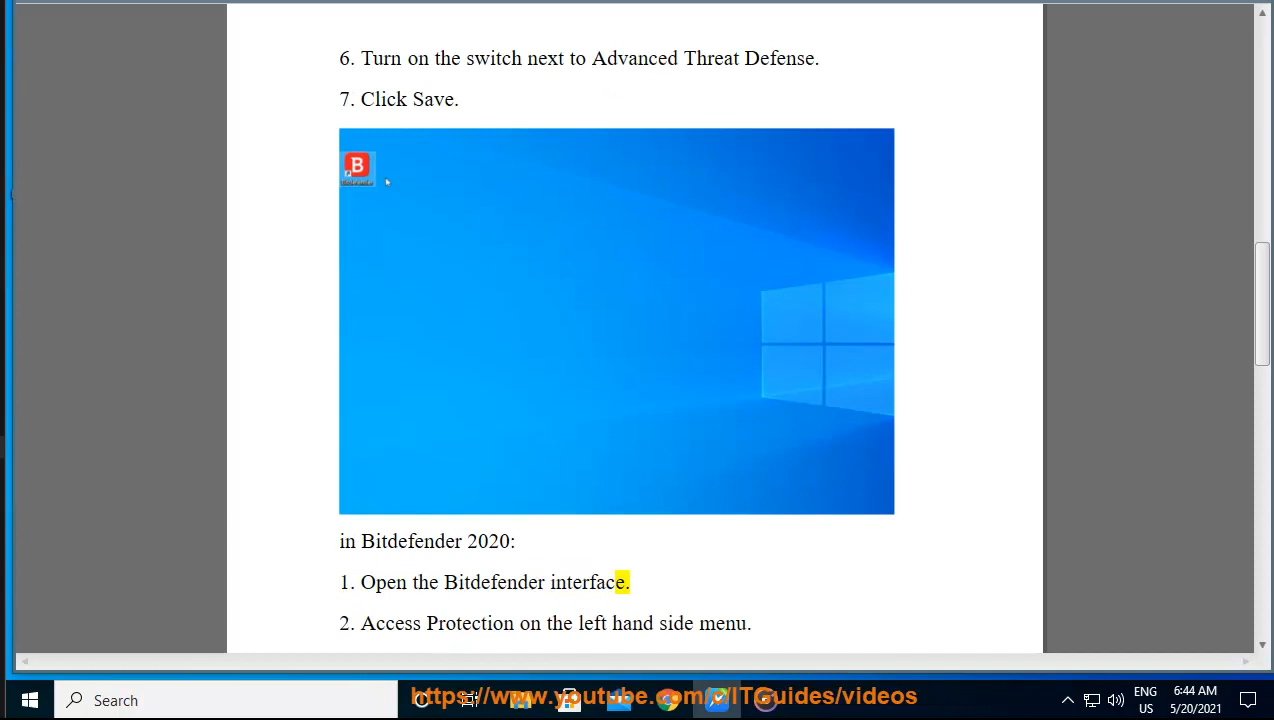 6. Turn on the switch next to Advanced Threat Defense.
7. Click Save.
B
in Bitdefender 2020:
1. Open the Bitdefender interface.
2. Access Protection on the left hand side menu.
Search
https://www.youtube.com/c/ITGuides/videos
ENG
US
6:44 AM
5/20/2021